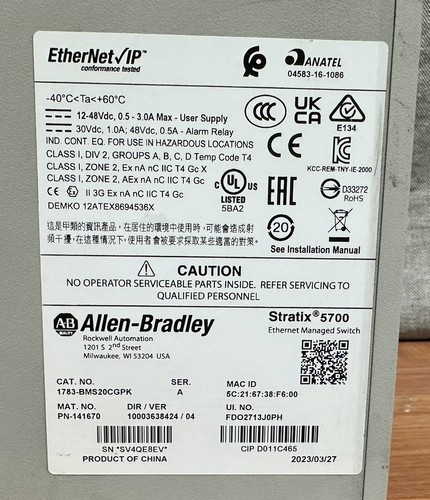 EtherNet/IP™
conformance tested
ANATEL
04583-16-1086
-40°C<Ta<+60°C
12-48Vdc, 0.5 - 3.0A Max - User Supply
30Vdc, 1.0A; 48Vdc, 0.5A - Alarm Relay
IND. CONT. EQ. FOR USE IN HAZARDOUS LOCATIONS
CLASS I, DIV 2, GROUPS A, B, C, D Temp Code T4
CLASS I, ZONE 2, Ex nA nC IIC T4 Gc X
CLASS I, ZONE 2, AEx nA nC IIC T4 Gc
CE Ex II 3G Ex nA nC IIC T4 Gc
DEMKO 12ATEX8694536X
CCC
UK
CA
E134
CE
KCC-REM-TNY-IE-2000
c UL us
LISTED
5BA2
EAC
D33272
RoHS
20
See Installation Manual
這是甲類的資訊產品，在居住的環境中使用時，可能會造成射
頻干擾，在這種情況下，使用者會被要求採取某些適當的對策。
CAUTION
NO OPERATOR SERVICEABLE PARTS INSIDE. REFER SERVICING TO
QUALIFIED PERSONNEL
AB Allen-Bradley
Rockwell Automation
1201 S 2nd Street
Milwaukee, WI 53204 USA
Stratix® 5700
Ethernet Managed Switch
CAT. NO. SER.
1783-BMS20CGPK A
MAC ID
5C:21:67:38:F6:00
MAT. NO. DIR / VER
PN-141670 10003638424 / 04
UI. NO.
FDO2713J0PH
SN "SV4QE8EV"
PRODUCT OF CHINA
CIP D011C465
2023/03/27